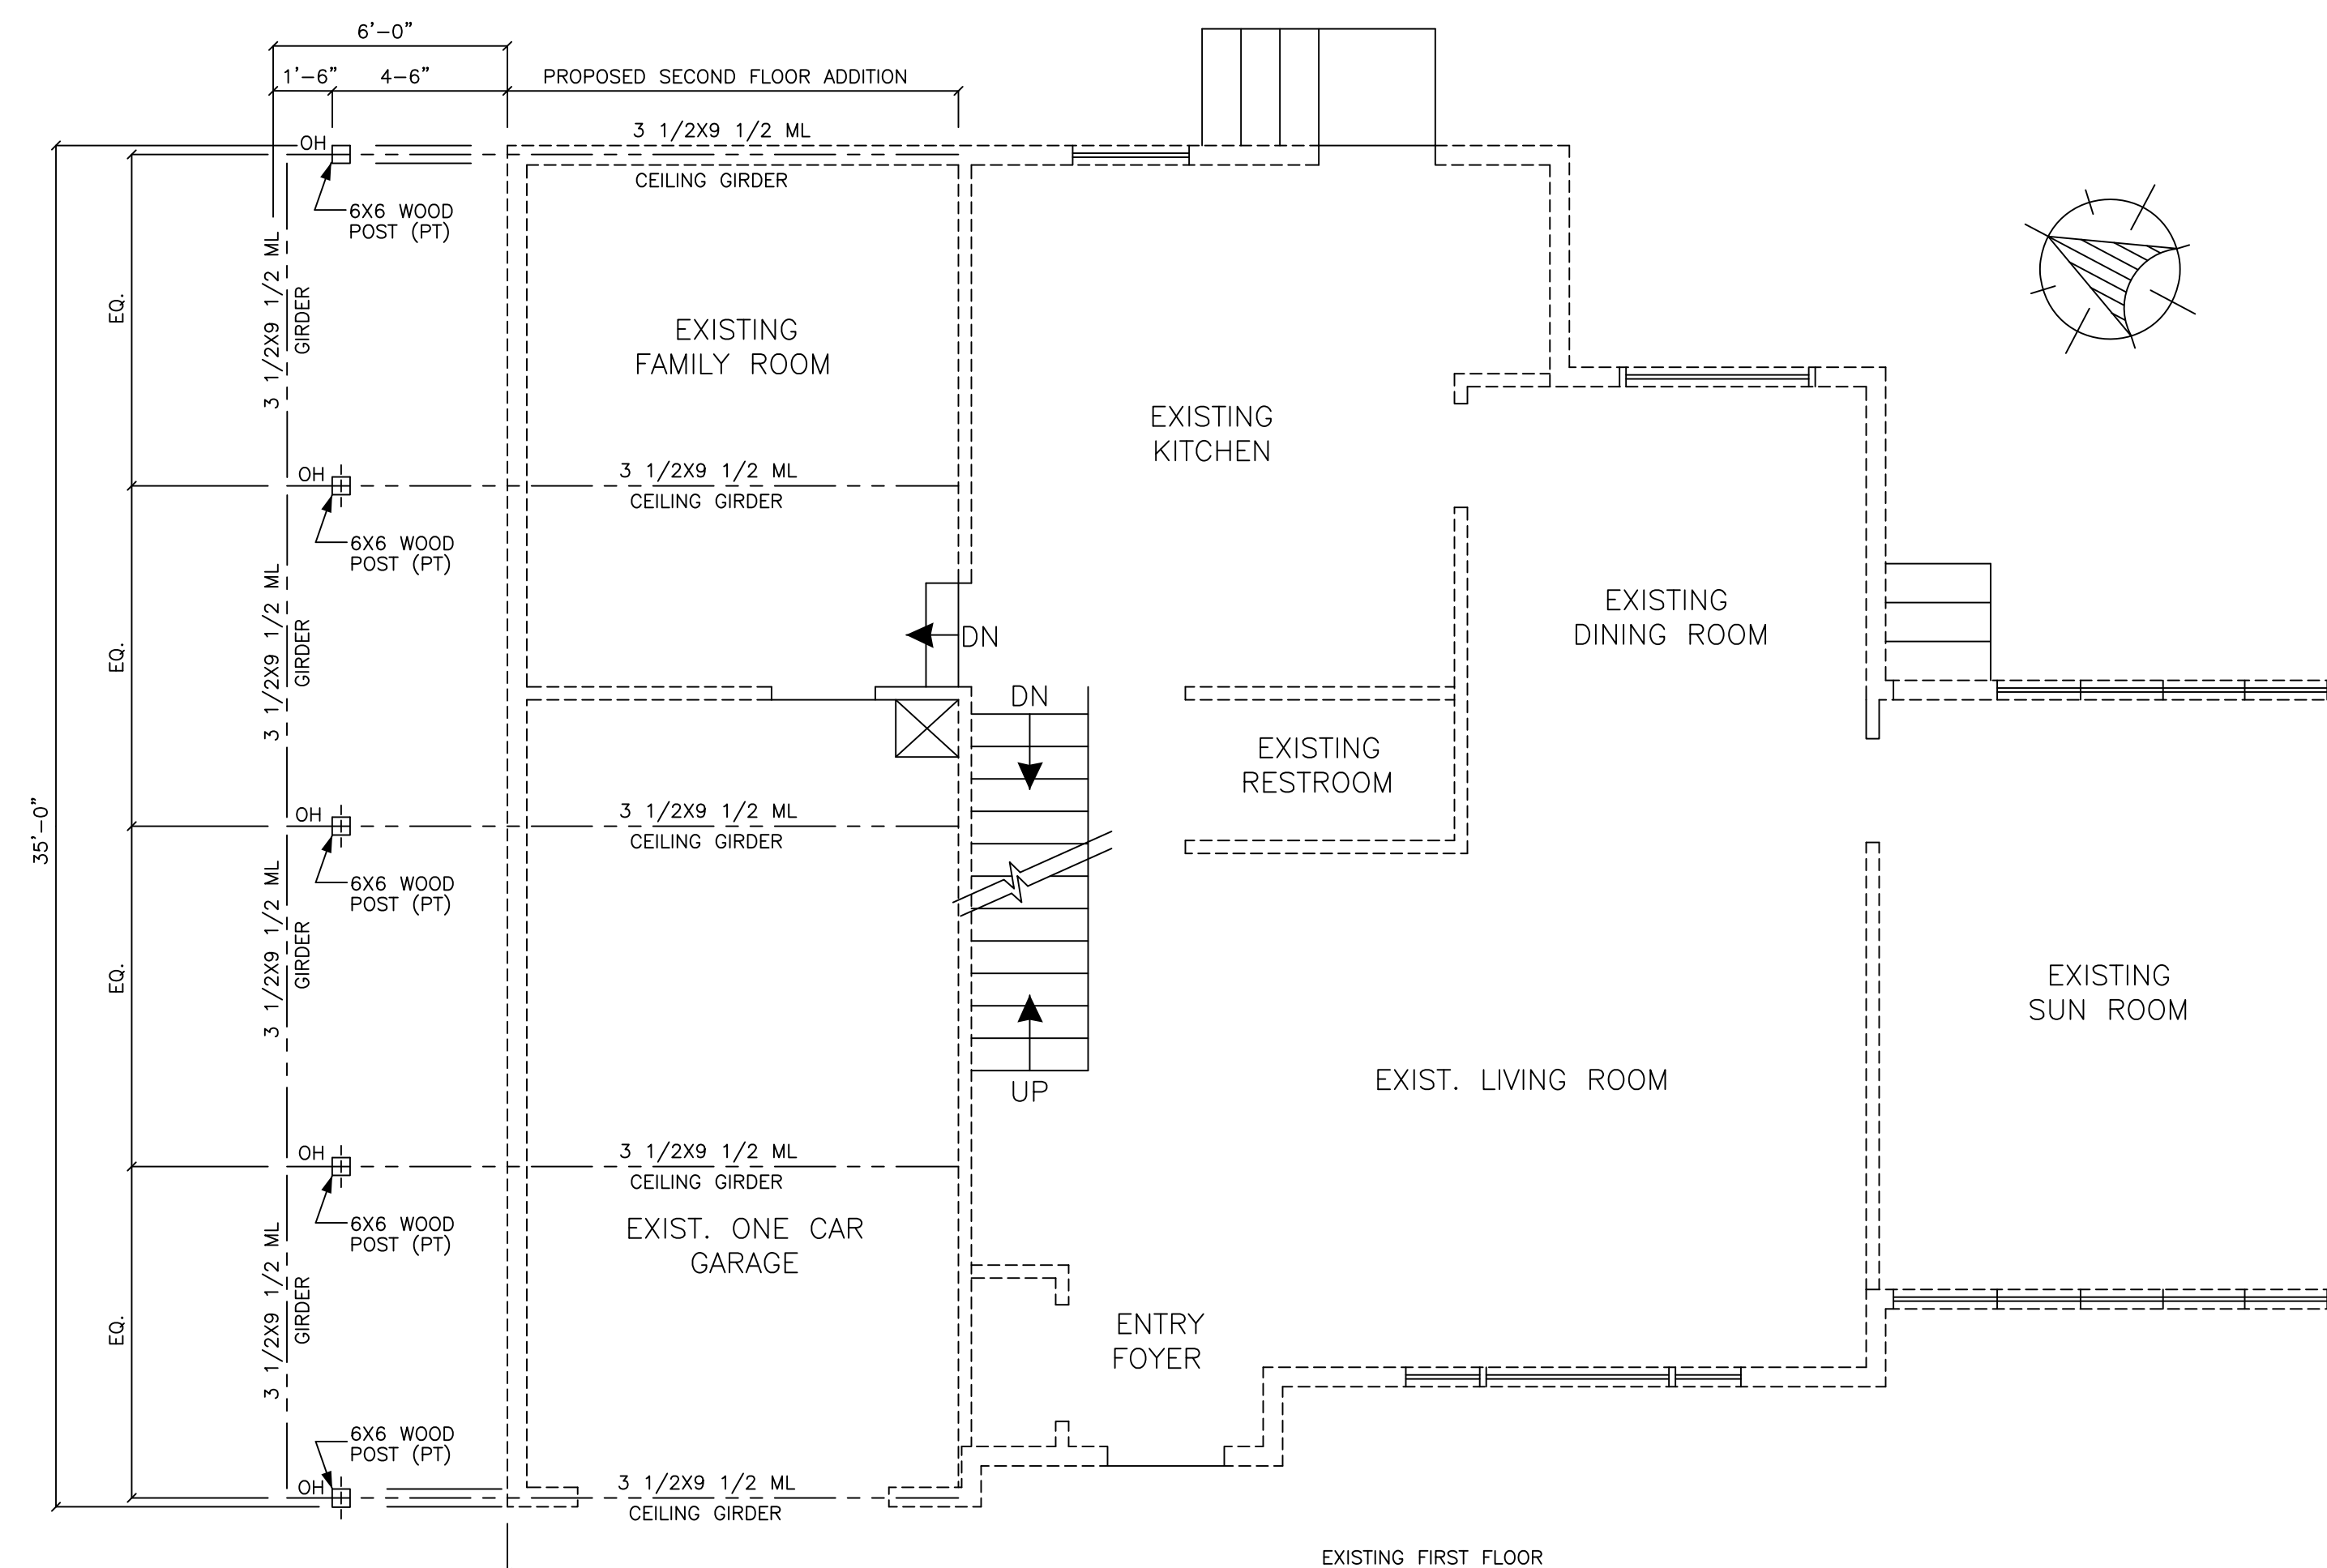 6'-0"
1'-6"
4-6"
PROPOSED SECOND FLOOR ADDITION
OH
3 1/2X9 1/2 ML
CEILING GIRDER
6X6 WOOD
POST (PT)
3 1/2X9 1/2 ML
GIRDER
EQ.
EXISTING
FAMILY ROOM
EXISTING
KITCHEN
OH
3 1/2X9 1/2 ML
CEILING GIRDER
6X6 WOOD
POST (PT)
3 1/2X9 1/2 ML
GIRDER
EQ.
DN
EXISTING
DINING ROOM
DN
EXISTING
RESTROOM
35'-0"
OH
3 1/2X9 1/2 ML
CEILING GIRDER
6X6 WOOD
POST (PT)
3 1/2X9 1/2 ML
GIRDER
EQ.
EXISTING
SUN ROOM
EXIST. LIVING ROOM
UP
OH
3 1/2X9 1/2 ML
CEILING GIRDER
6X6 WOOD
POST (PT)
EXIST. ONE CAR
GARAGE
3 1/2X9 1/2 ML
GIRDER
EQ.
ENTRY
FOYER
6X6 WOOD
POST (PT)
OH
3 1/2X9 1/2 ML
CEILING GIRDER
EXISTING FIRST FLOOR